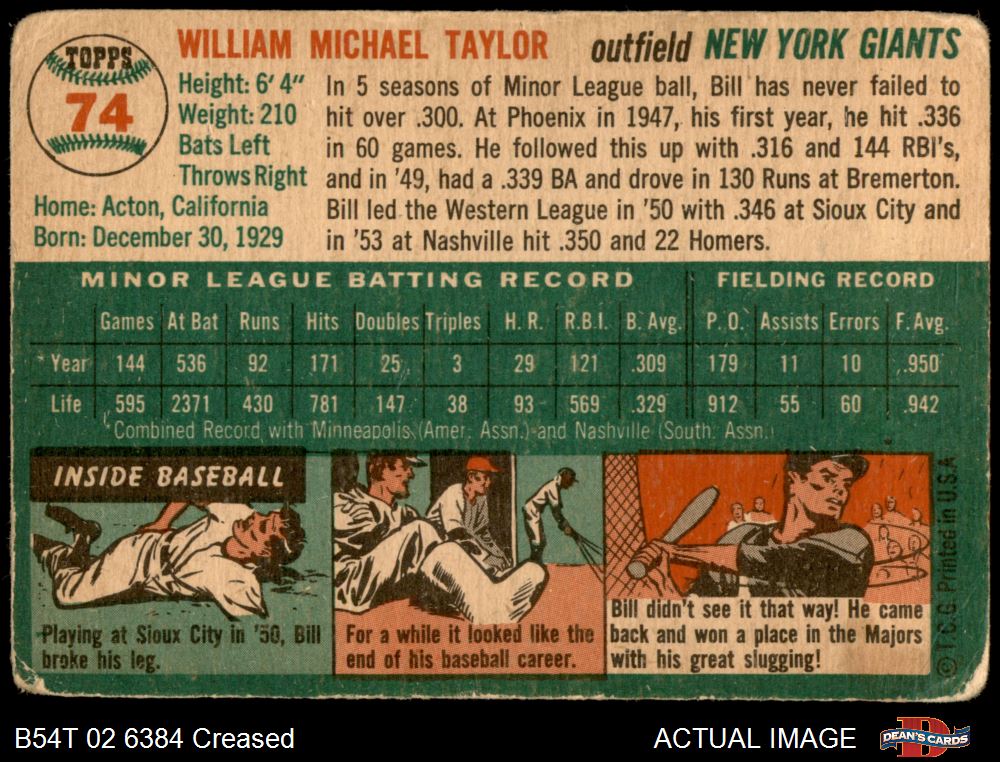 TOPPS
74
WILLIAM MICHAEL TAYLOR outfield NEW YORK GIANTS
Height: 6' 4"
Weight: 210
Bats Left
Throws Right
Home: Acton, California
Born: December 30, 1929
In 5 seasons of Minor League ball, Bill has never failed to
hit over .300. At Phoenix in 1947, his first year, he hit .336
in 60 games. He followed this up with .316 and 144 RBI's,
and in '49, had a .339 BA and drove in 130 Runs at Bremerton.
Bill led the Western League in '50 with .346 at Sioux City and
in '53 at Nashville hit .350 and 22 Homers.
MINOR LEAGUE BATTING RECORD FIELDING RECORD
Games At Bat Runs Hits Doubles Triples H. R. R.B.I. B. Avg. P. O. Assists Errors F. Avg.
*Year 144 536 92 171 25 3 29 121 .309 179 11 10 .950
Life 595 2371 430 781 147 38 93 569 .329 912 55 60 .942
*Combined Record with Minneapolis (Amer. Assn.) and Nashville (South. Assn.)
INSIDE BASEBALL
Playing at Sioux City in '50, Bill
broke his leg.
For a while it looked like the
end of his baseball career.
Bill didn't see it that way! He came
back and won a place in the Majors
with his great slugging!
© T.C.G. Printed in U.S.A
B54T 02 6384 Creased
ACTUAL IMAGE
D
DEAN'S CARDS